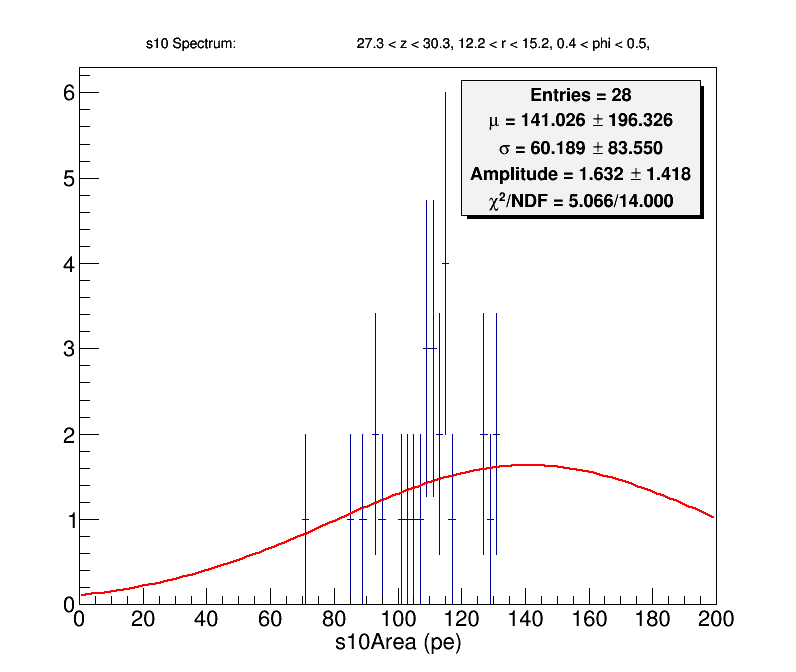 s10 Spectrum: 27.3 < z < 30.3, 12.2 < r < 15.2, 0.4 < phi < 0.5,
Entries = 28
μ = 141.026 ± 196.326
σ = 60.189 ± 83.550
Amplitude = 1.632 ± 1.418
χ²/NDF = 5.066/14.000
6
5
4
3
2
1
0
0 20 40 60 80 100 120 140 160 180 200
s10Area (pe)